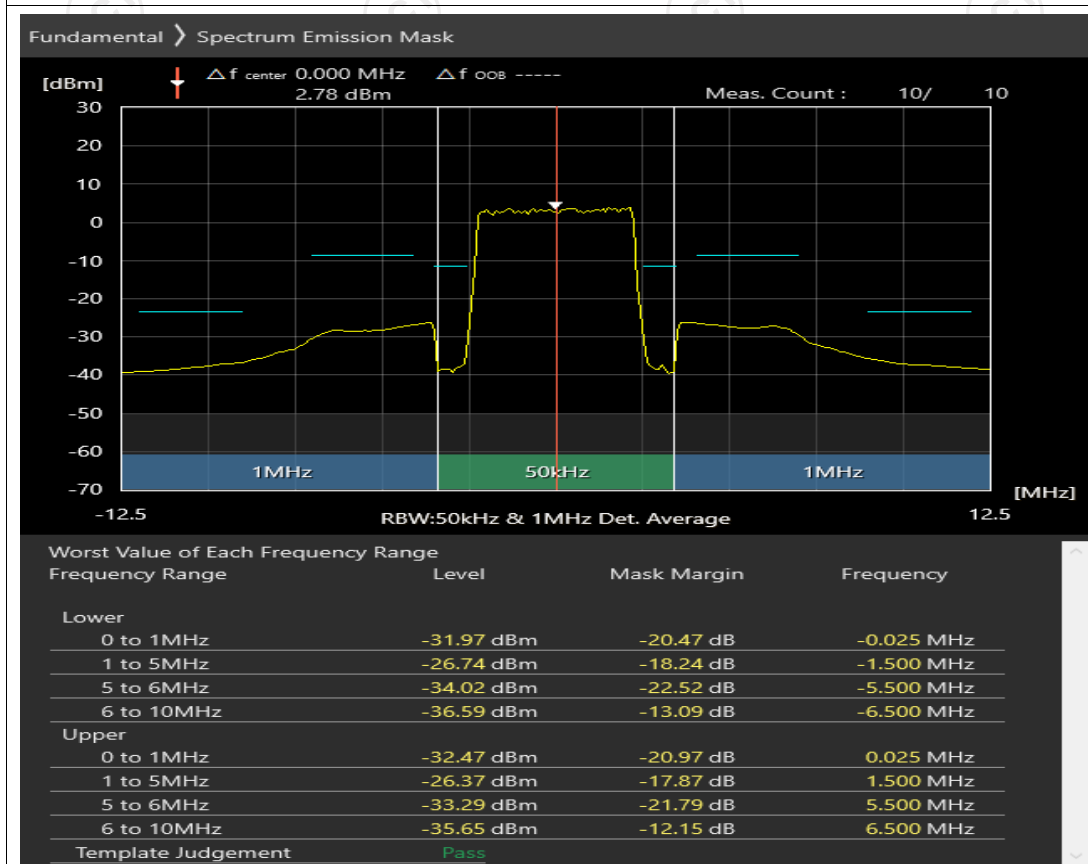 Fundamental ❯ Spectrum Emission Mask
[dBm] △f center 0.000 MHz △f OOB -----
2.78 dBm Meas. Count : 10/ 10
30
20
10
0
-10
-20
-30
-40
-50
-60
1MHz 50kHz 1MHz
-70
[MHz]
-12.5 RBW:50kHz & 1MHz Det. Average 12.5
Worst Value of Each Frequency Range
Frequency Range Level Mask Margin Frequency
Lower
0 to 1MHz -31.97 dBm -20.47 dB -0.025 MHz
1 to 5MHz -26.74 dBm -18.24 dB -1.500 MHz
5 to 6MHz -34.02 dBm -22.52 dB -5.500 MHz
6 to 10MHz -36.59 dBm -13.09 dB -6.500 MHz
Upper
0 to 1MHz -32.47 dBm -20.97 dB 0.025 MHz
1 to 5MHz -26.37 dBm -17.87 dB 1.500 MHz
5 to 6MHz -33.29 dBm -21.79 dB 5.500 MHz
6 to 10MHz -35.65 dBm -12.15 dB 6.500 MHz
Template Judgement Pass